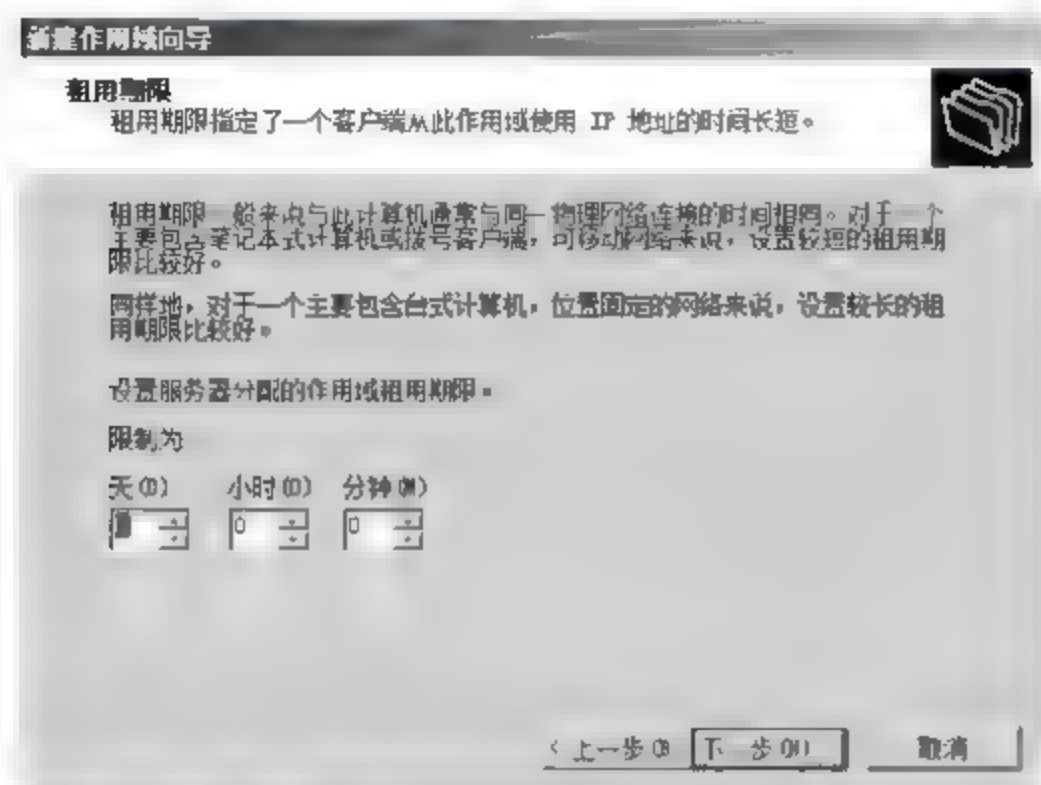 新建作用域向导
租用期限
租用期限指定了一个客户端从此作用域使用 IP 地址的时间长短。
租用期限一般来说与此计算机通常与同一物理网络连接的时间相同。对于一个
主要包含笔记本式计算机或拨号客户端，可移动网络来说，设置较短的租用期
限比较好。
同样地，对于一个主要包含台式计算机，位置固定的网络来说，设置较长的租
用期限比较好。
设置服务器分配的作用域租用期限。
限制为
天(D) 小时(O) 分钟(M)
0 0
< 上一步(B) 下一步(N) 取消